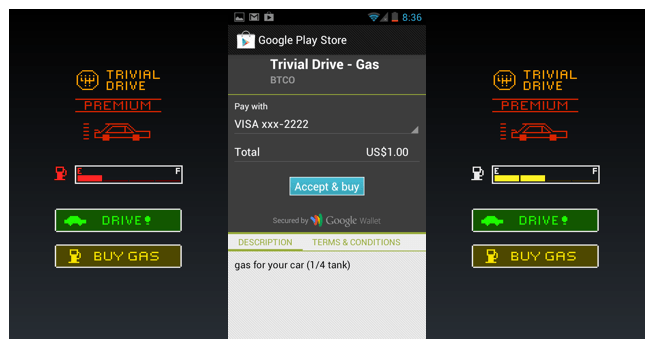 TRIVIAL
DRIVE
PREMIUM
E F
DRIVE!
BUY GAS
8:36
Google Play Store
Trivial Drive - Gas
BTCO
Pay with
VISA xxx-2222
Total US$1.00
Accept & buy
Secured by Google Wallet
DESCRIPTION TERMS & CONDITIONS
gas for your car (1/4 tank)
TRIVIAL
DRIVE
PREMIUM
E F
DRIVE!
BUY GAS